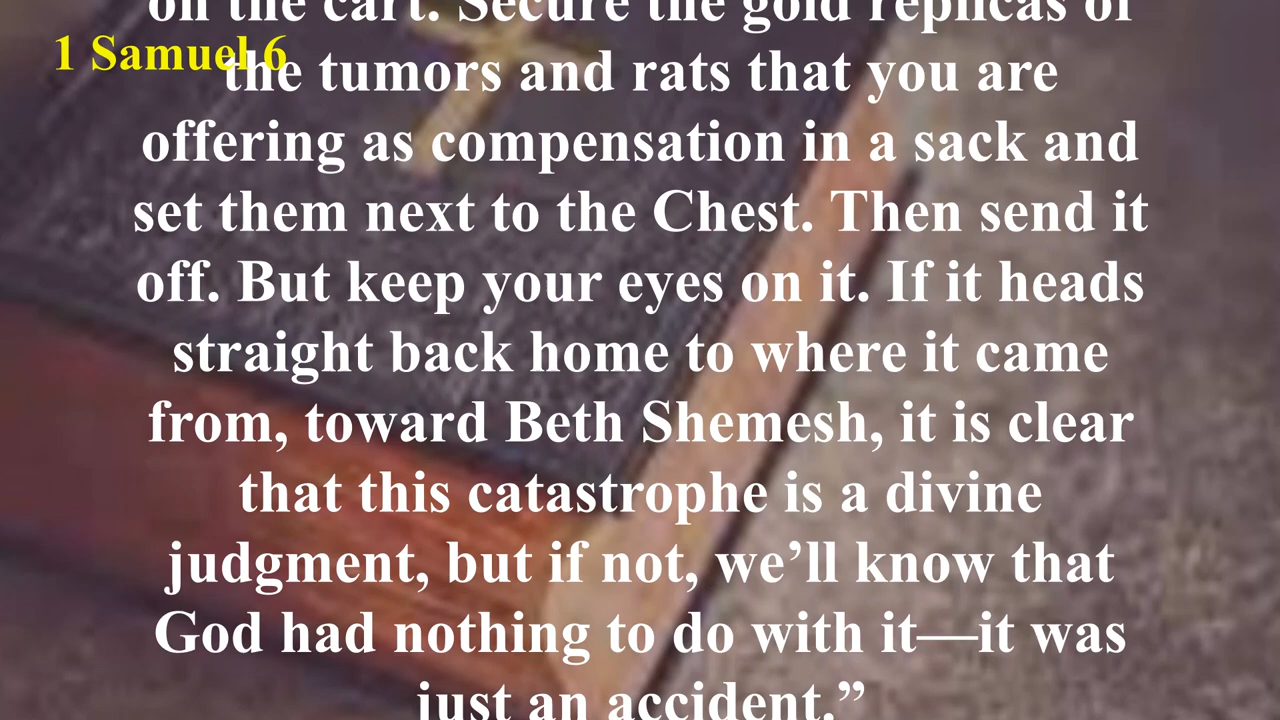 on the cart. Secure the gold replicas of
1 Samuel 6
the tumors and rats that you are
offering as compensation in a sack and
set them next to the Chest. Then send it
off. But keep your eyes on it. If it heads
straight back home to where it came
from, toward Beth Shemesh, it is clear
that this catastrophe is a divine
judgment, but if not, we’ll know that
God had nothing to do with it—it was
just an accident.”